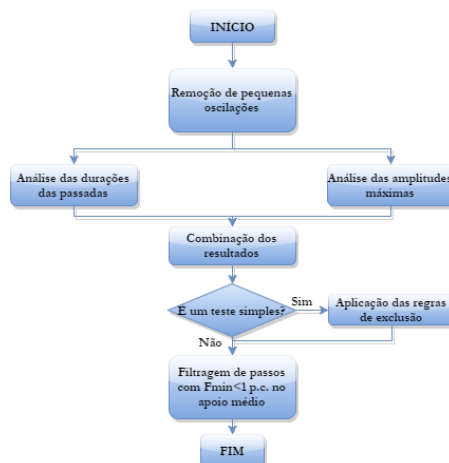 INÍCIO
Remoção de pequenas
oscilações
Análise das durações
das passadas
Análise das amplitudes
máximas
Combinação dos
resultados
É um teste simples?
Sim
Aplicação das regras
de exclusão
Não
Filtragem de passos
com Fmin<1 p.c. no
apoio médio
FIM